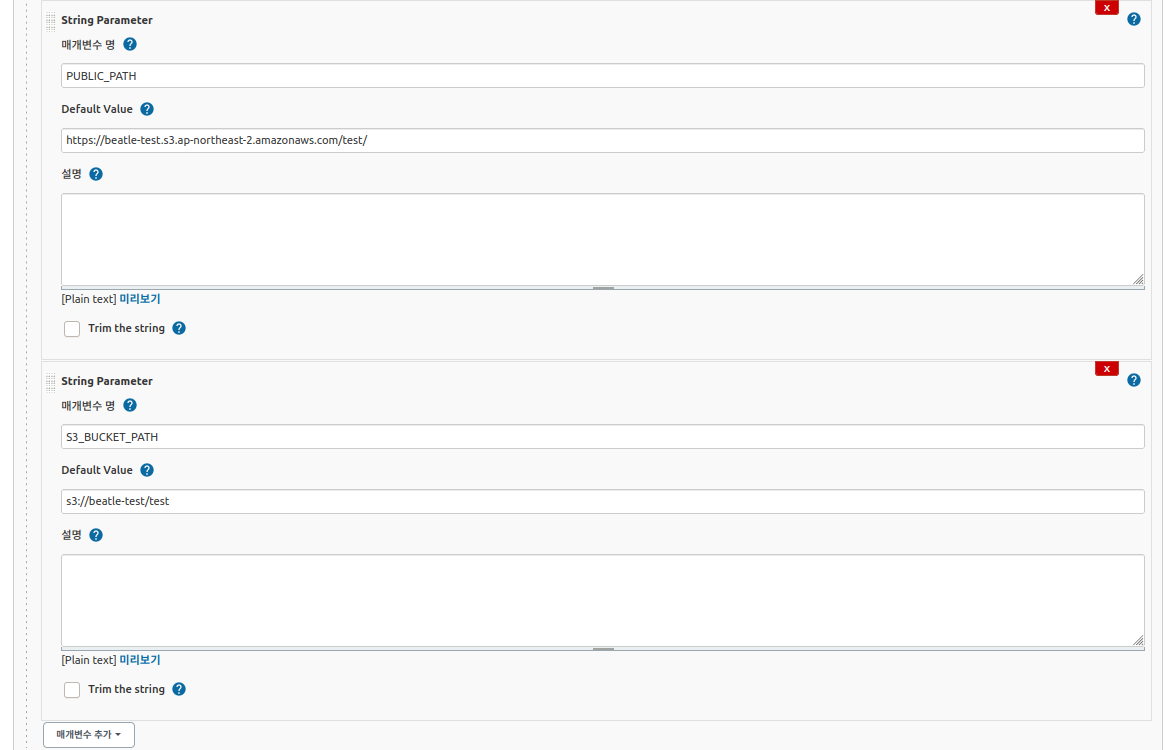 x
String Parameter ?
매개변수 명 ?
PUBLIC_PATH
Default Value ?
https://beatle-test.s3.ap-northeast-2.amazonaws.com/test/
설명 ?
[Plain text] 미리보기
Trim the string ?
x
String Parameter ?
매개변수 명 ?
S3_BUCKET_PATH
Default Value ?
s3://beatle-test/test
설명 ?
[Plain text] 미리보기
Trim the string ?
매개변수 추가